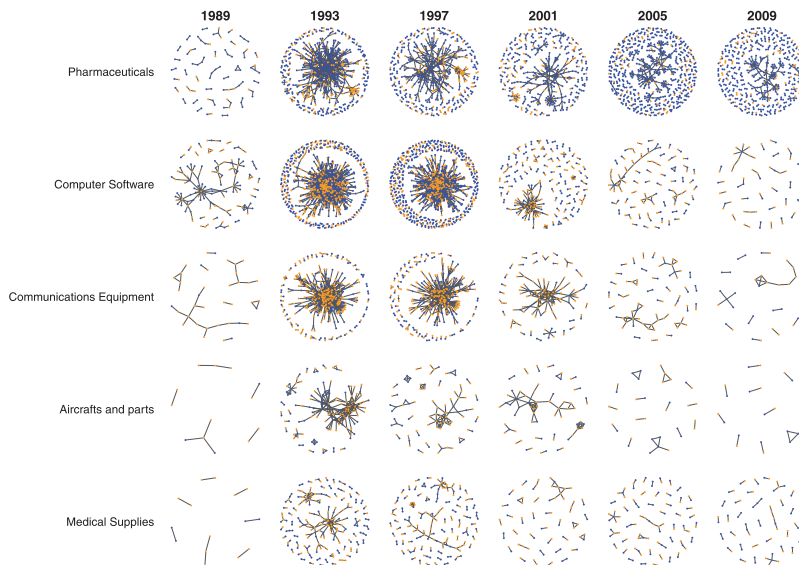 1989 1993 1997 2001 2005 2009
Pharmaceuticals
Computer Software
Communications Equipment
Aircrafts and parts
Medical Supplies